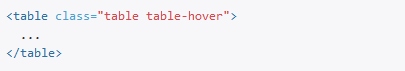 <table class="table table-hover">
  ...
</table>